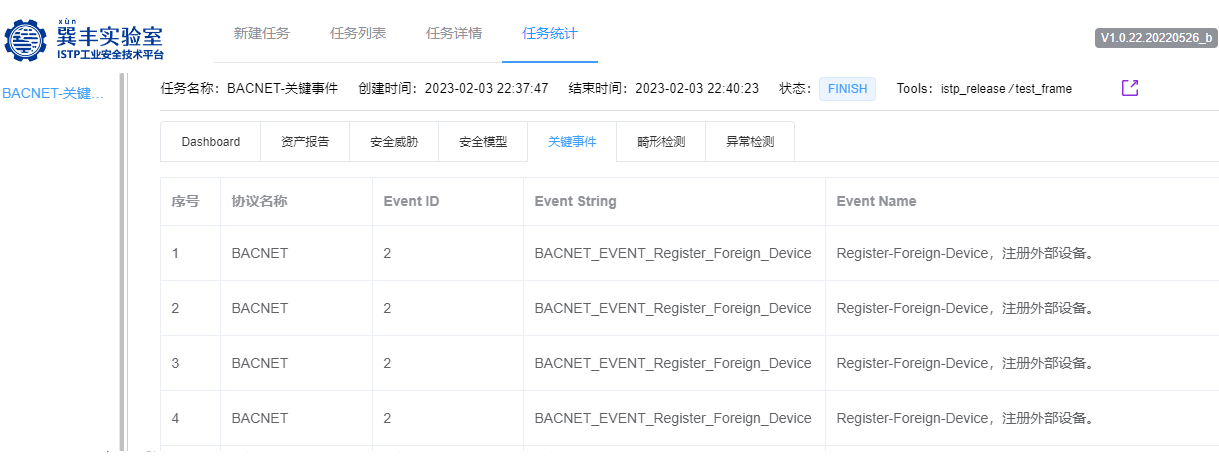 xùn
巽丰实验室
ISTP工业安全技术平台
新建任务 任务列表 任务详情 任务统计
V1.0.22.20220526_b
BACNET-关键...
任务名称：BACNET-关键事件 创建时间：2023-02-03 22:37:47 结束时间：2023-02-03 22:40:23 状态： FINISH Tools：istp_release / test_frame
Dashboard 资产报告 安全威胁 安全模型 关键事件 畸形检测 异常检测
序号 协议名称 Event ID Event String Event Name
1 BACNET 2 BACNET_EVENT_Register_Foreign_Device Register-Foreign-Device，注册外部设备。
2 BACNET 2 BACNET_EVENT_Register_Foreign_Device Register-Foreign-Device，注册外部设备。
3 BACNET 2 BACNET_EVENT_Register_Foreign_Device Register-Foreign-Device，注册外部设备。
4 BACNET 2 BACNET_EVENT_Register_Foreign_Device Register-Foreign-Device，注册外部设备。